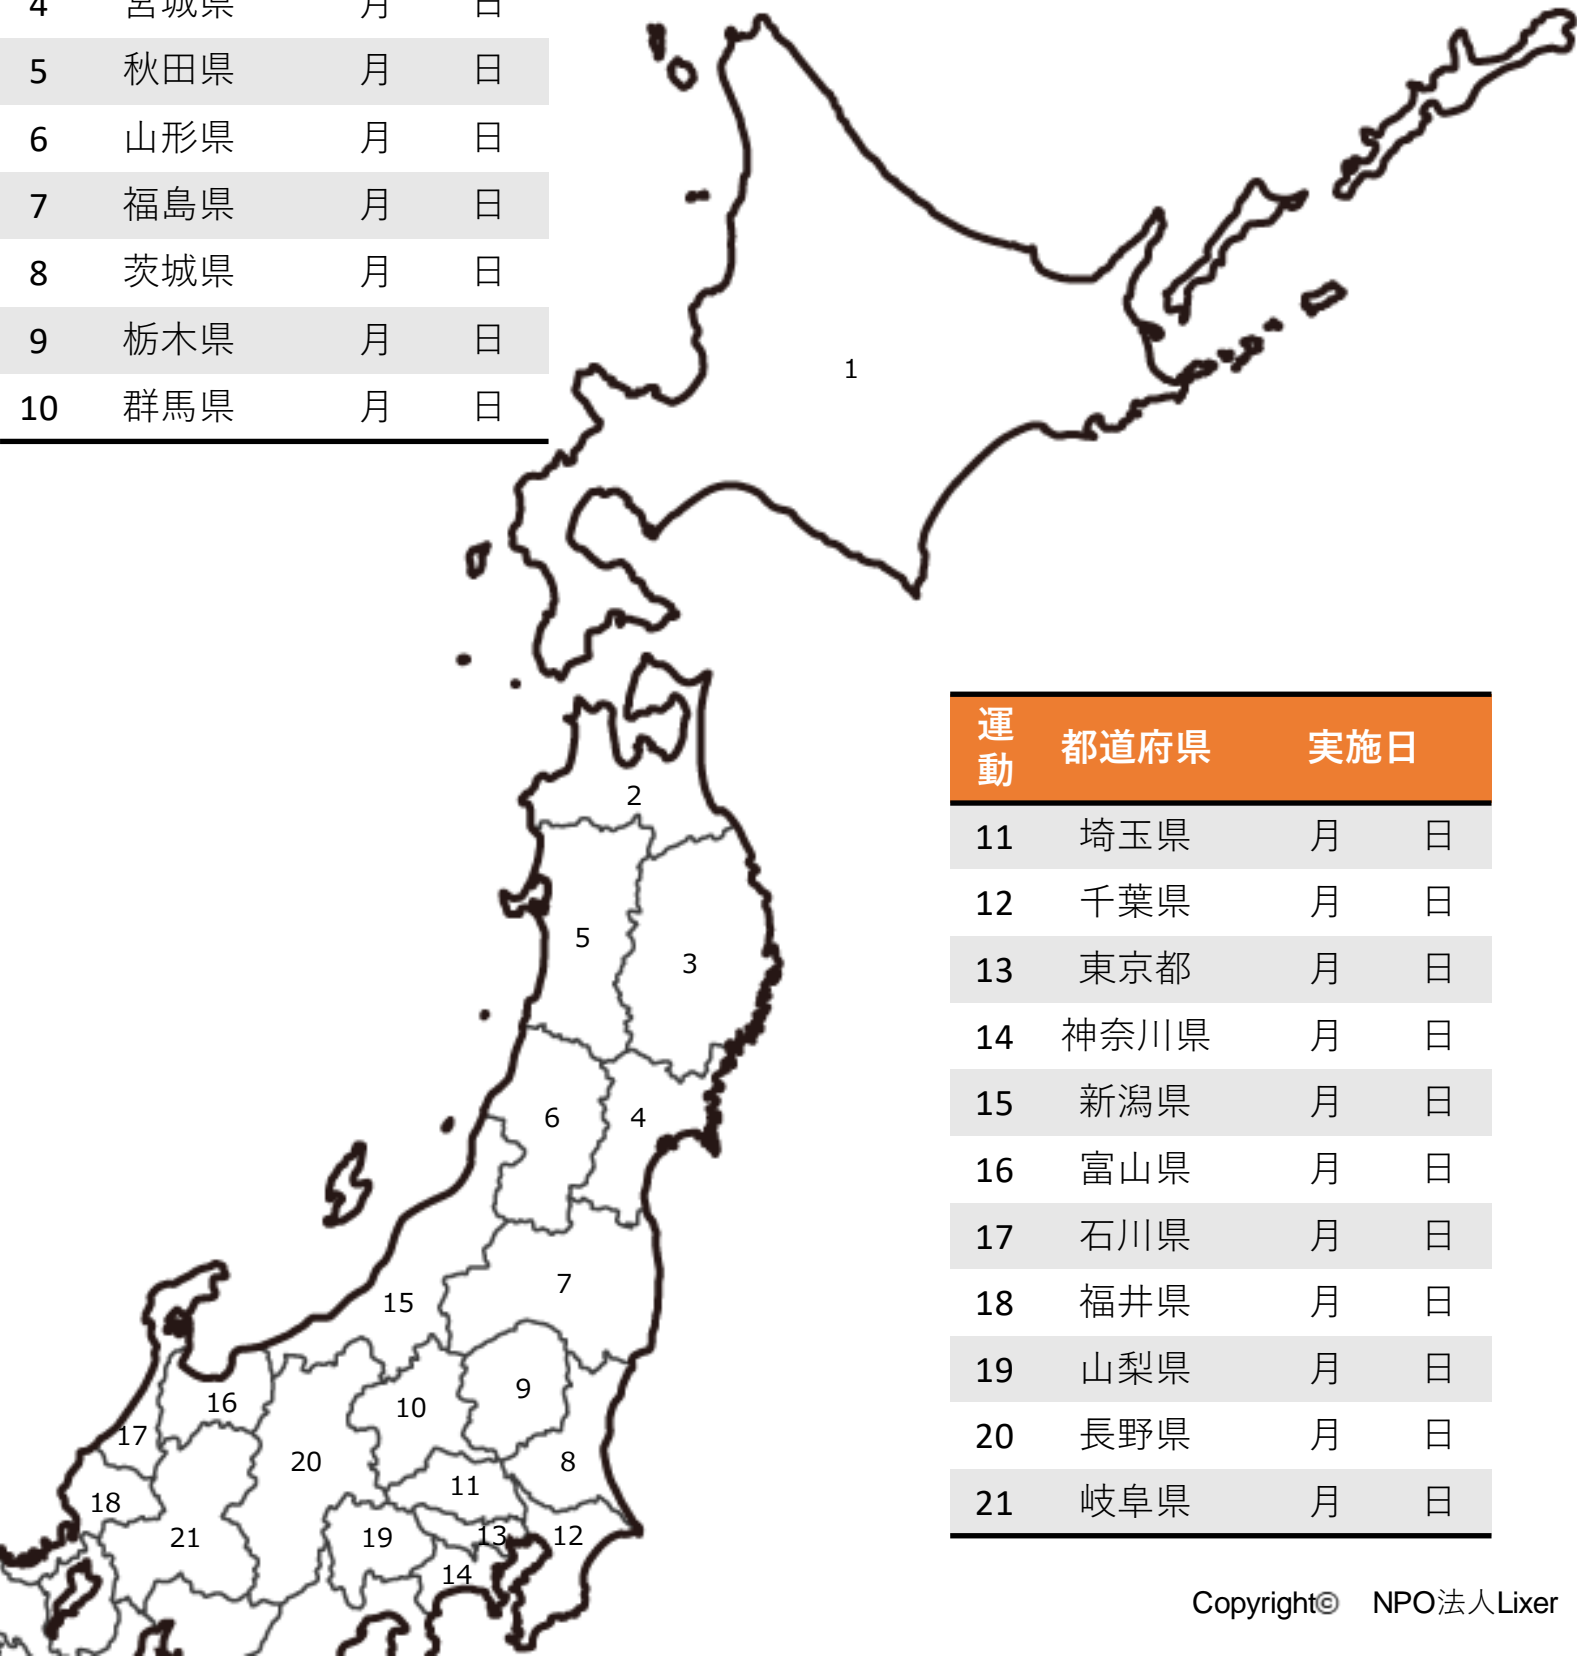 4 宮城県 月 日
5 秋田県 月 日
6 山形県 月 日
7 福島県 月 日
8 茨城県 月 日
9 栃木県 月 日
10 群馬県 月 日
1
2
5
3
6
4
7
15
9
16
10
17
20
8
11
18
21
19
13
12
14
運動 都道府県 実施日
11 埼玉県 月 日
12 千葉県 月 日
13 東京都 月 日
14 神奈川県 月 日
15 新潟県 月 日
16 富山県 月 日
17 石川県 月 日
18 福井県 月 日
19 山梨県 月 日
20 長野県 月 日
21 岐阜県 月 日
Copyright© NPO法人Lixer